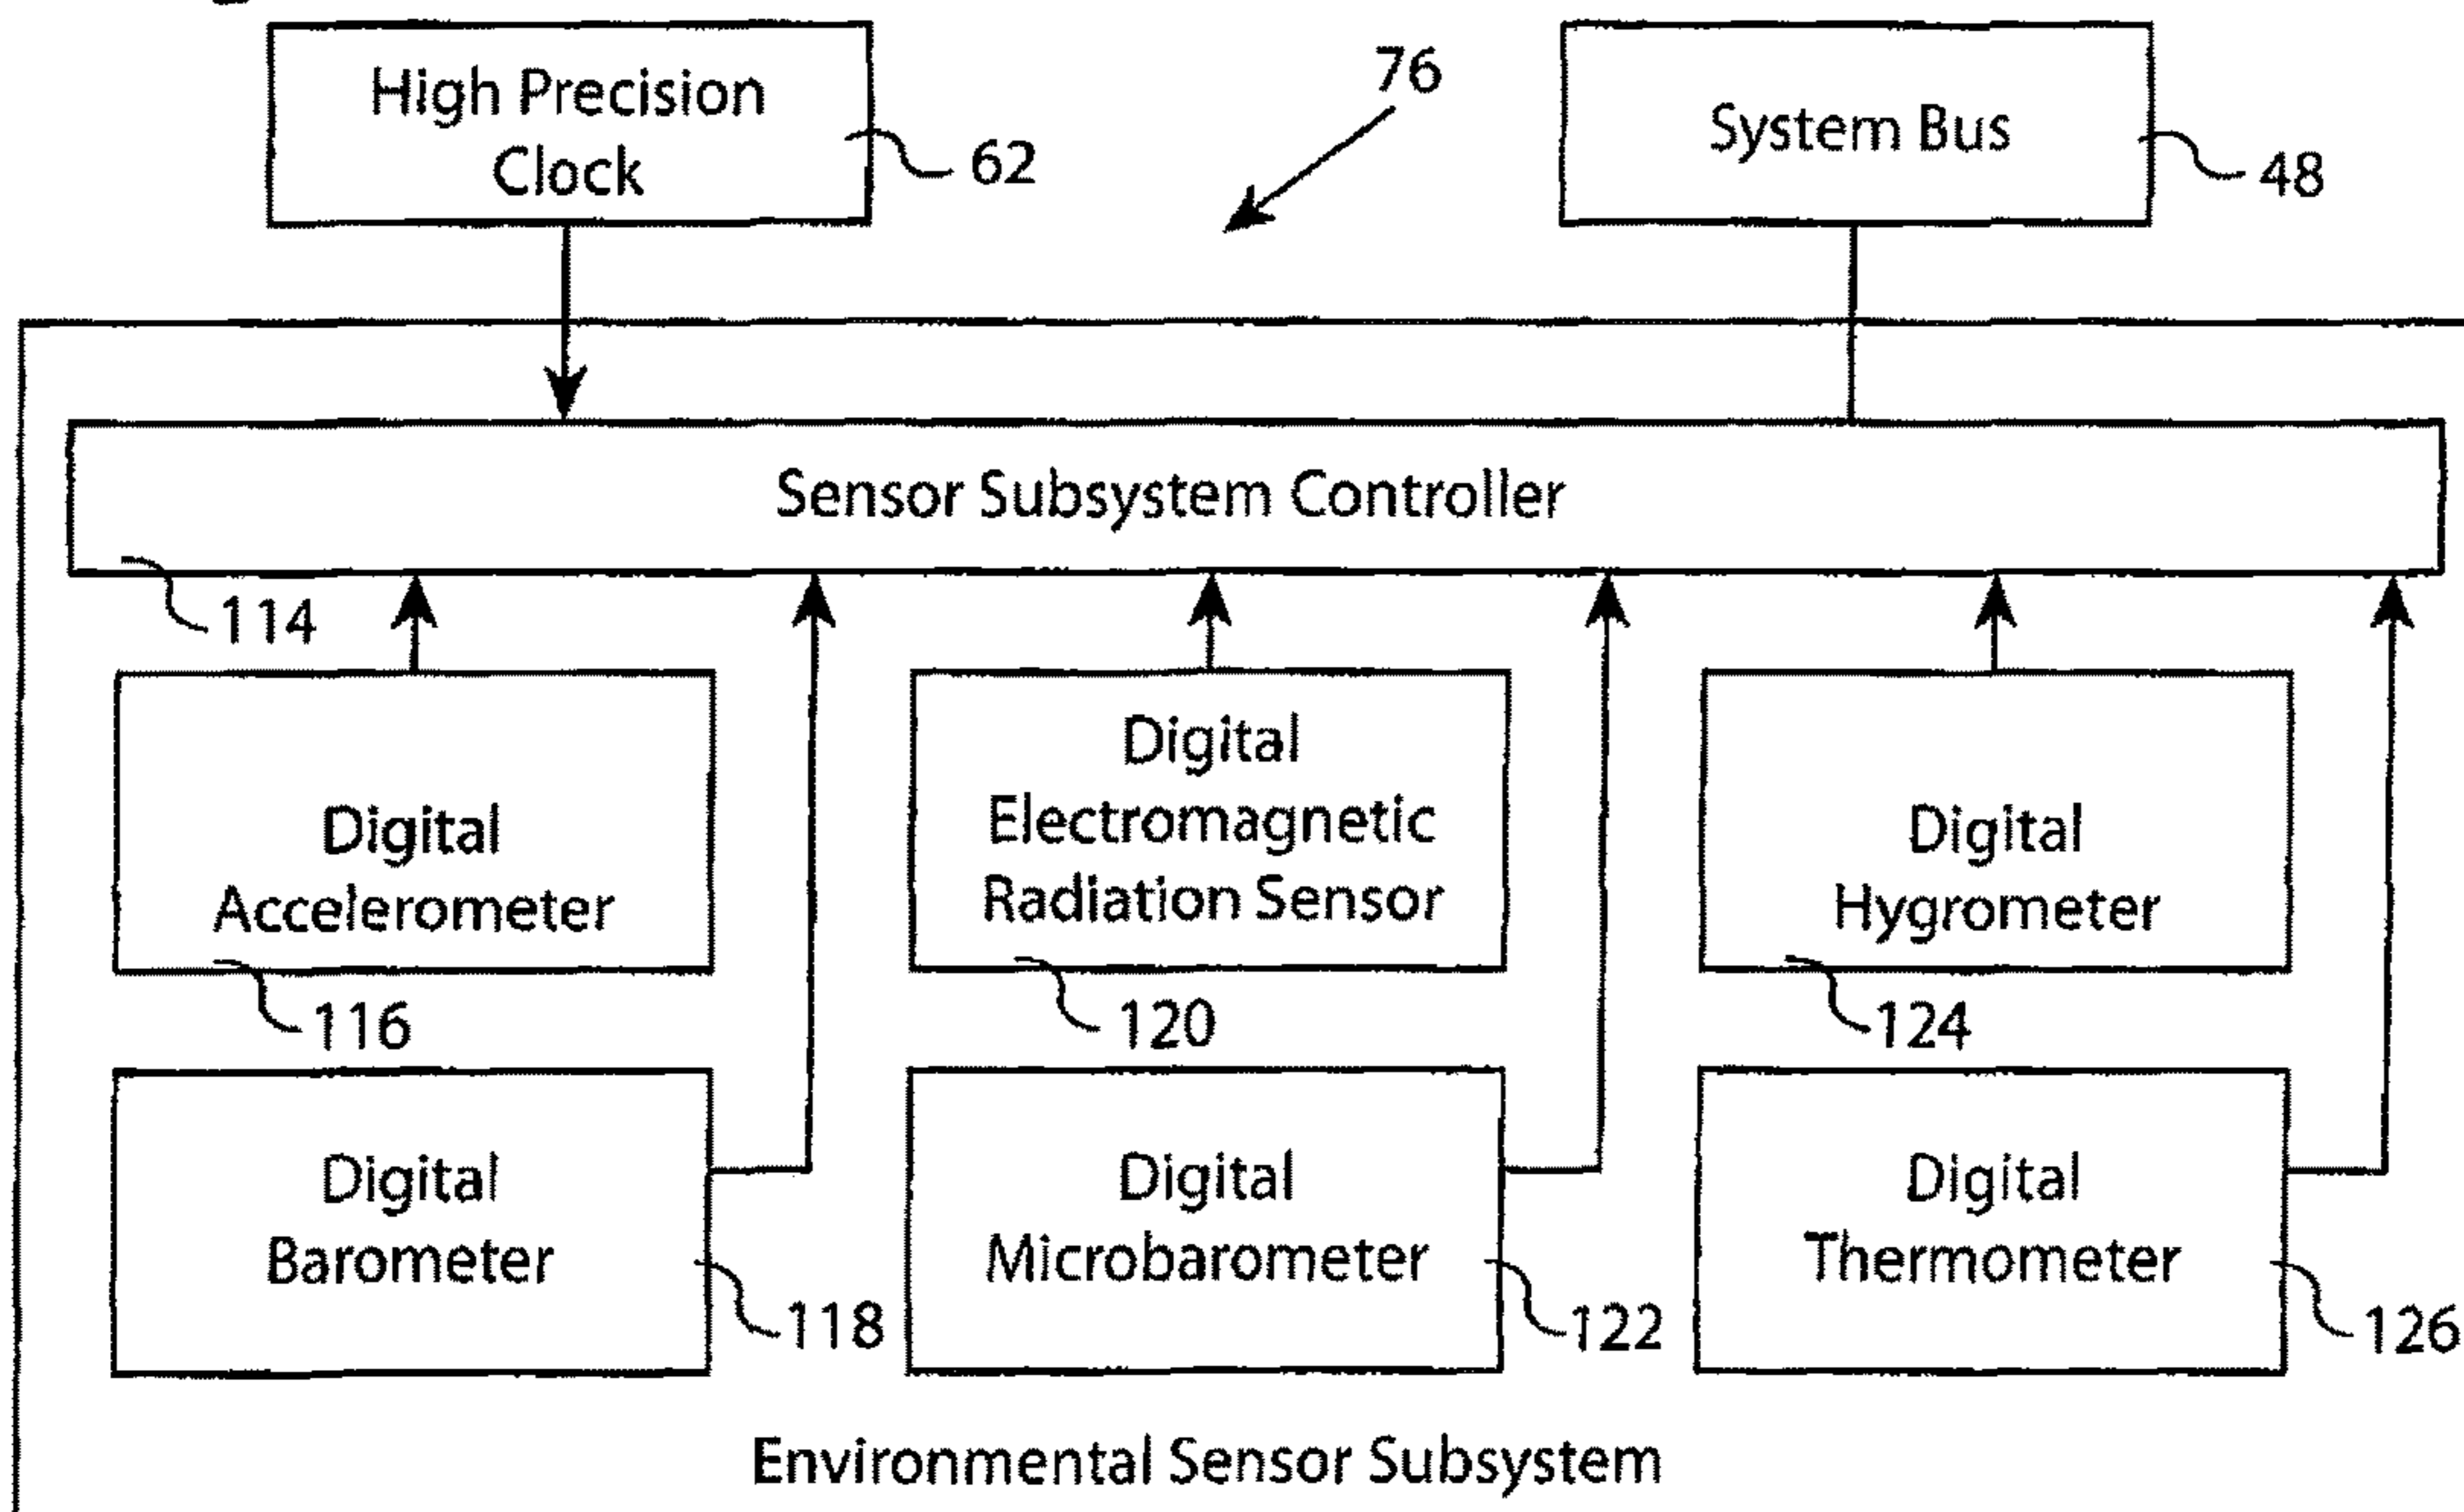 High Precision
Clock
62
76
System Bus
48
Sensor Subsystem Controller
114
Digital
Accelerometer
116
Digital
Electromagnetic
Radiation Sensor
120
Digital
Hygrometer
124
Digital
Barometer
118
Digital
Microbarometer
122
Digital
Thermometer
126
Environmental Sensor Subsystem